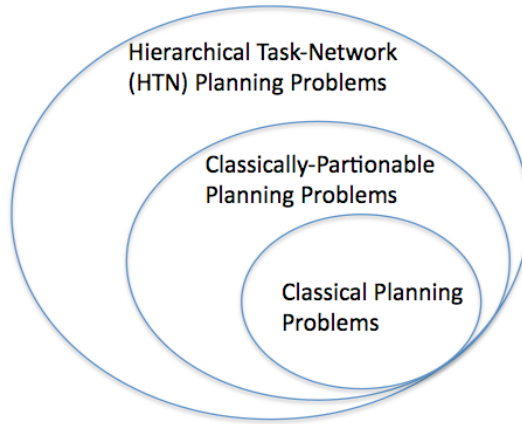 Hierarchical Task-Network
(HTN) Planning Problems
Classically-Partionable
Planning Problems
Classical Planning
Problems